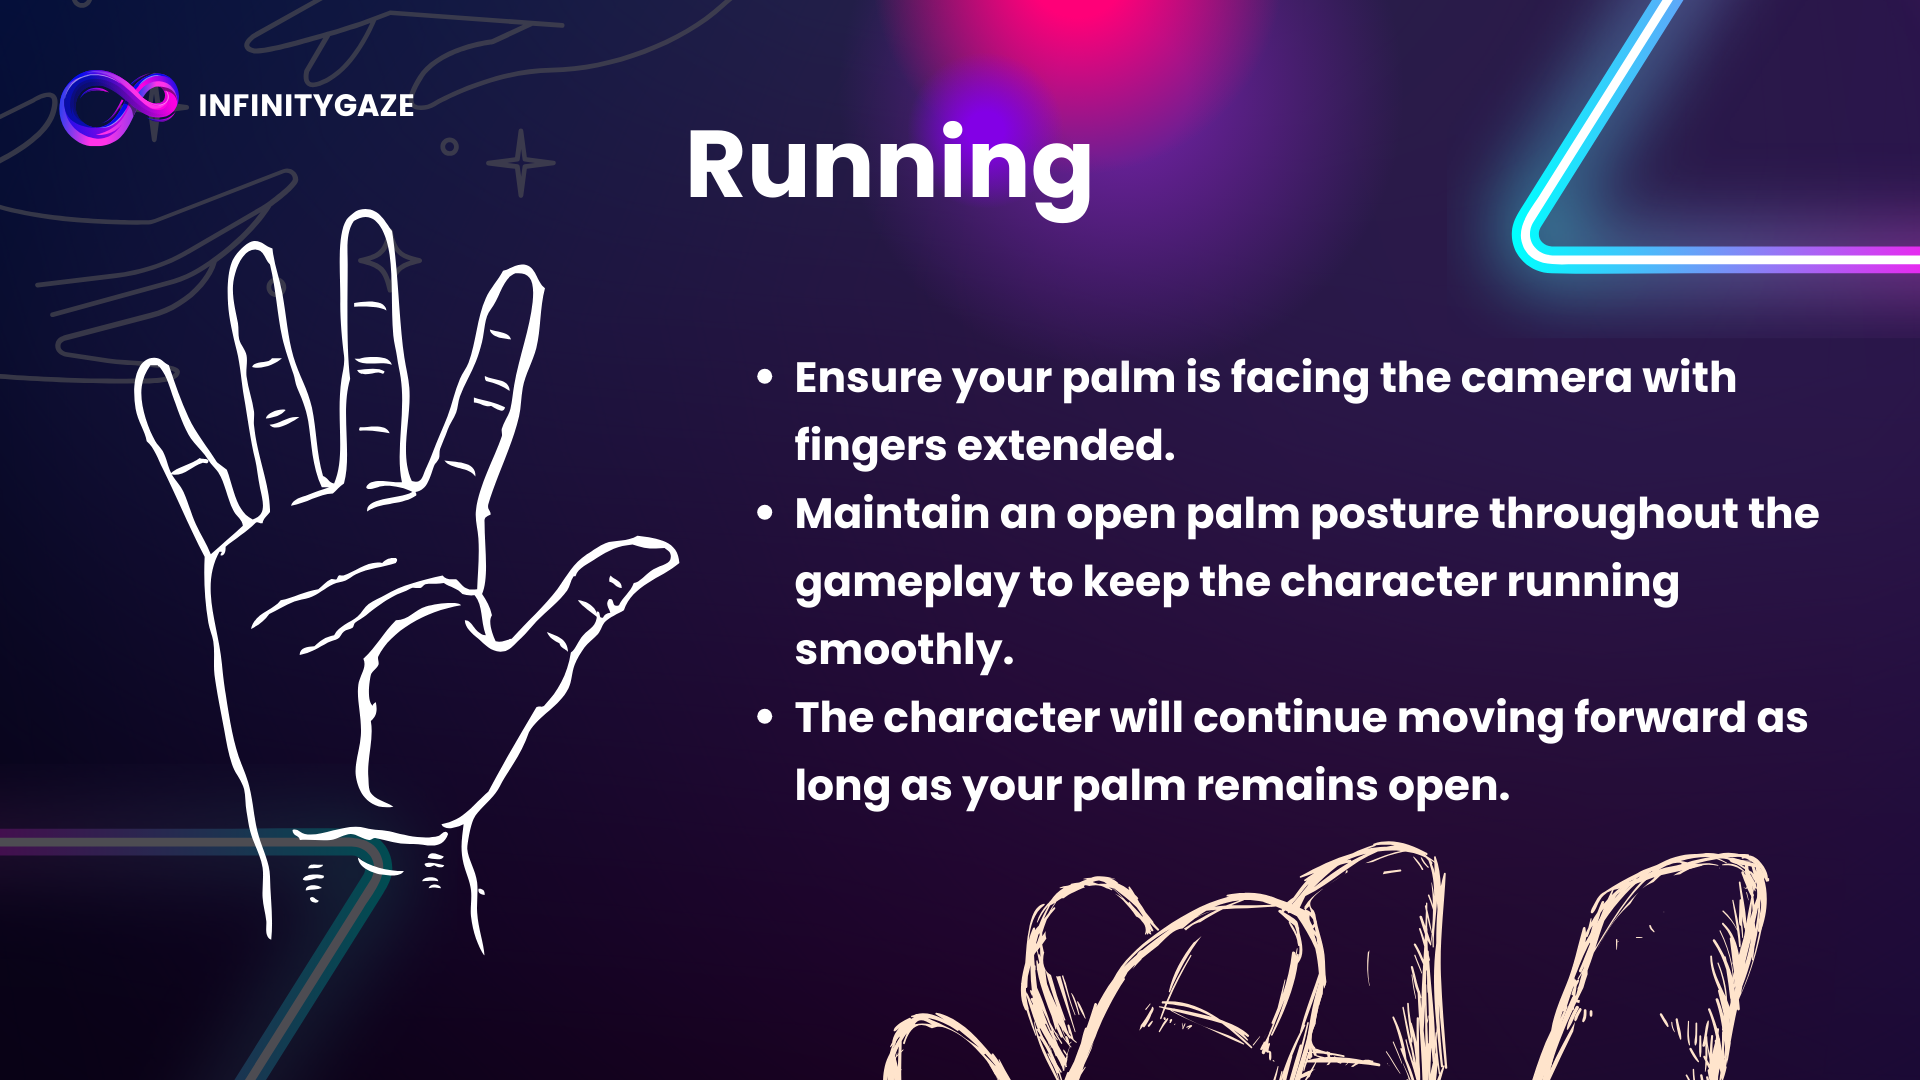 INFINITYGAZE
Running
• Ensure your palm is facing the camera with
fingers extended.
• Maintain an open palm posture throughout the
gameplay to keep the character running
smoothly.
• The character will continue moving forward as
long as your palm remains open.